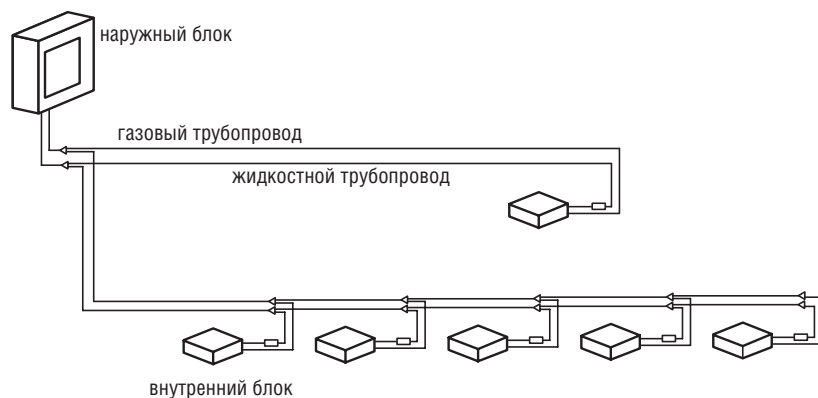 наружный блок
газовый трубопровод
жидкостной трубопровод
внутренний блок